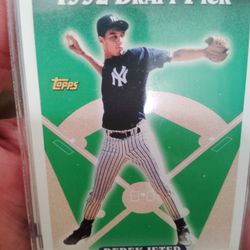 1992 DRAFT PICK
TOPPS
NY
DEREK JETER